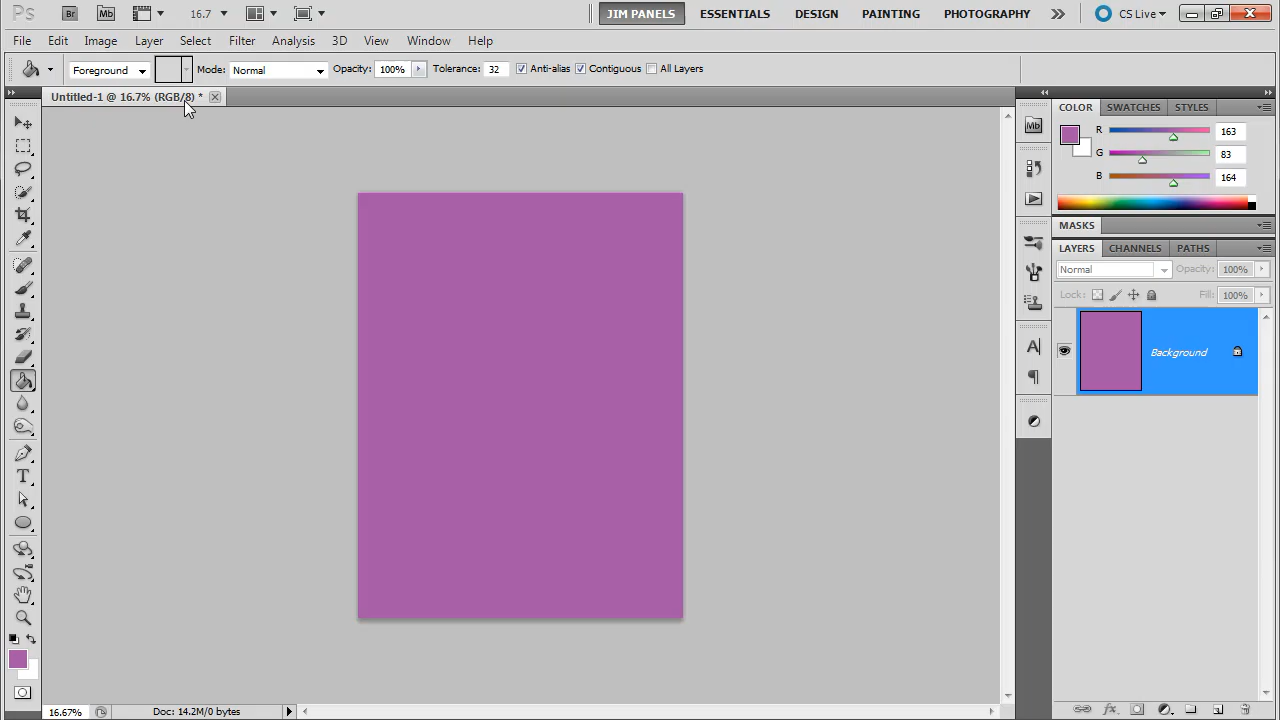 Ps Br Mb 16.7 JIM PANELS ESSENTIALS DESIGN PAINTING PHOTOGRAPHY CS Live
File Edit Image Layer Select Filter Analysis 3D View Window Help
Foreground Mode: Normal Opacity: 100% Tolerance: 32 Anti-alias Contiguous All Layers
Untitled-1 @ 16.7% (RGB/8) *
COLOR SWATCHES STYLES
Mb
R 163
G 83
B 164
MASKS
LAYERS CHANNELS PATHS
Normal Opacity: 100%
Lock: Fill: 100%
Background
A
T
fx
16.67% Doc: 14.2M/0 bytes